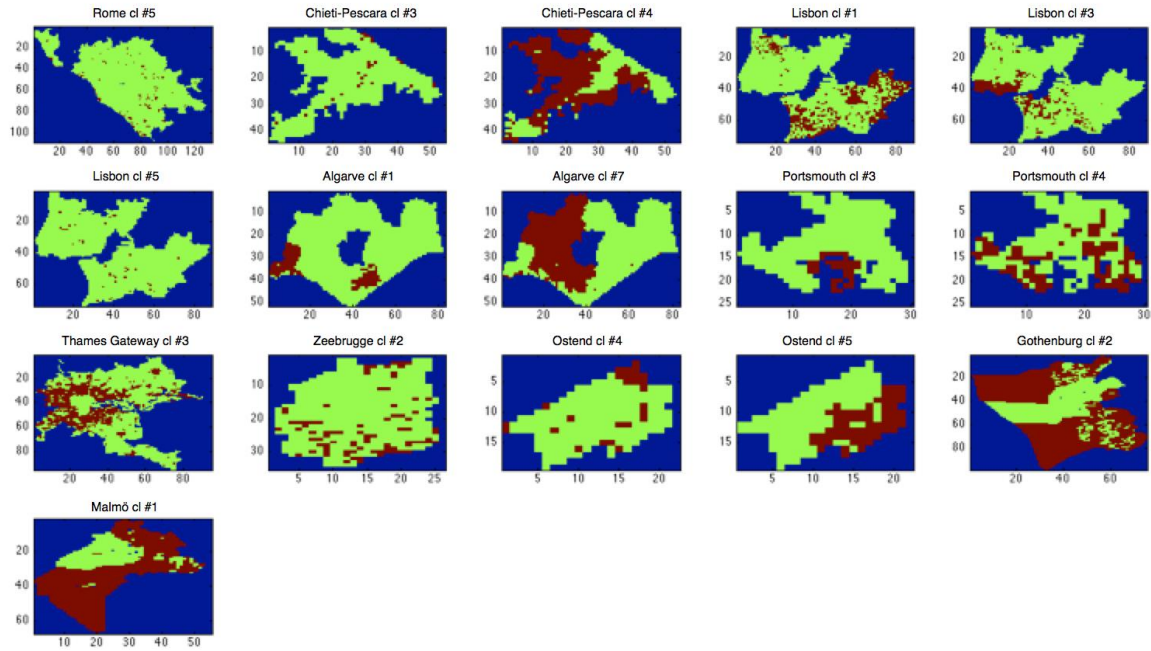 Rome cl #5 Chieti-Pescara cl #3 Chieti-Pescara cl #4 Lisbon cl #1 Lisbon cl #3
20 40 60 80 100 20 40 60 80 100 120
10 20 30 40 10 20 30 40 50
10 20 30 40 10 20 30 40 50
20 40 60 20 40 60 80
20 40 60 20 40 60 80
Lisbon cl #5 Algarve cl #1 Algarve cl #7 Portsmouth cl #3 Portsmouth cl #4
20 40 60 20 40 60 80
10 20 30 40 50 20 40 60 80
10 20 30 40 50 20 40 60 80
5 10 15 20 25 10 20 30
5 10 15 20 25 10 20 30
Thames Gateway cl #3 Zeebrugge cl #2 Ostend cl #4 Ostend cl #5 Gothenburg cl #2
20 40 60 80 20 40 60 80
10 20 30 5 10 15 20 25
5 10 15 5 10 15 20
5 10 15 5 10 15 20
20 40 60 80 20 40 60
Malmö cl #1
20 40 60 10 20 30 40 50